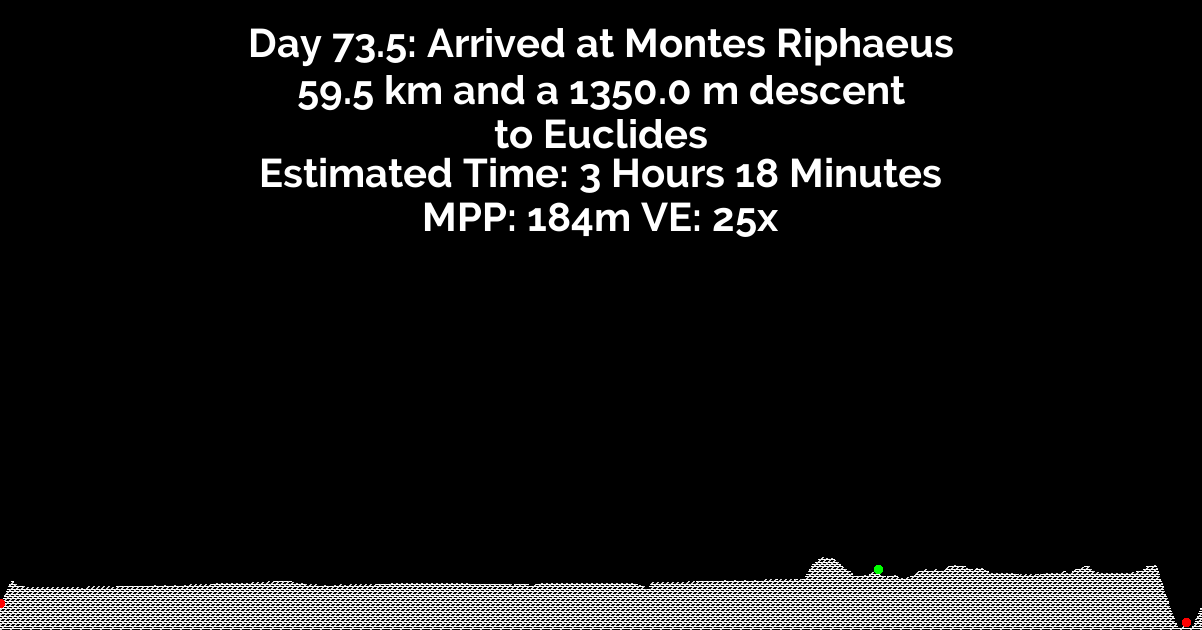 Day 73.5: Arrived at Montes Riphaeus
59.5 km and a 1350.0 m descent
to Euclides
Estimated Time: 3 Hours 18 Minutes
MPP: 184m VE: 25x